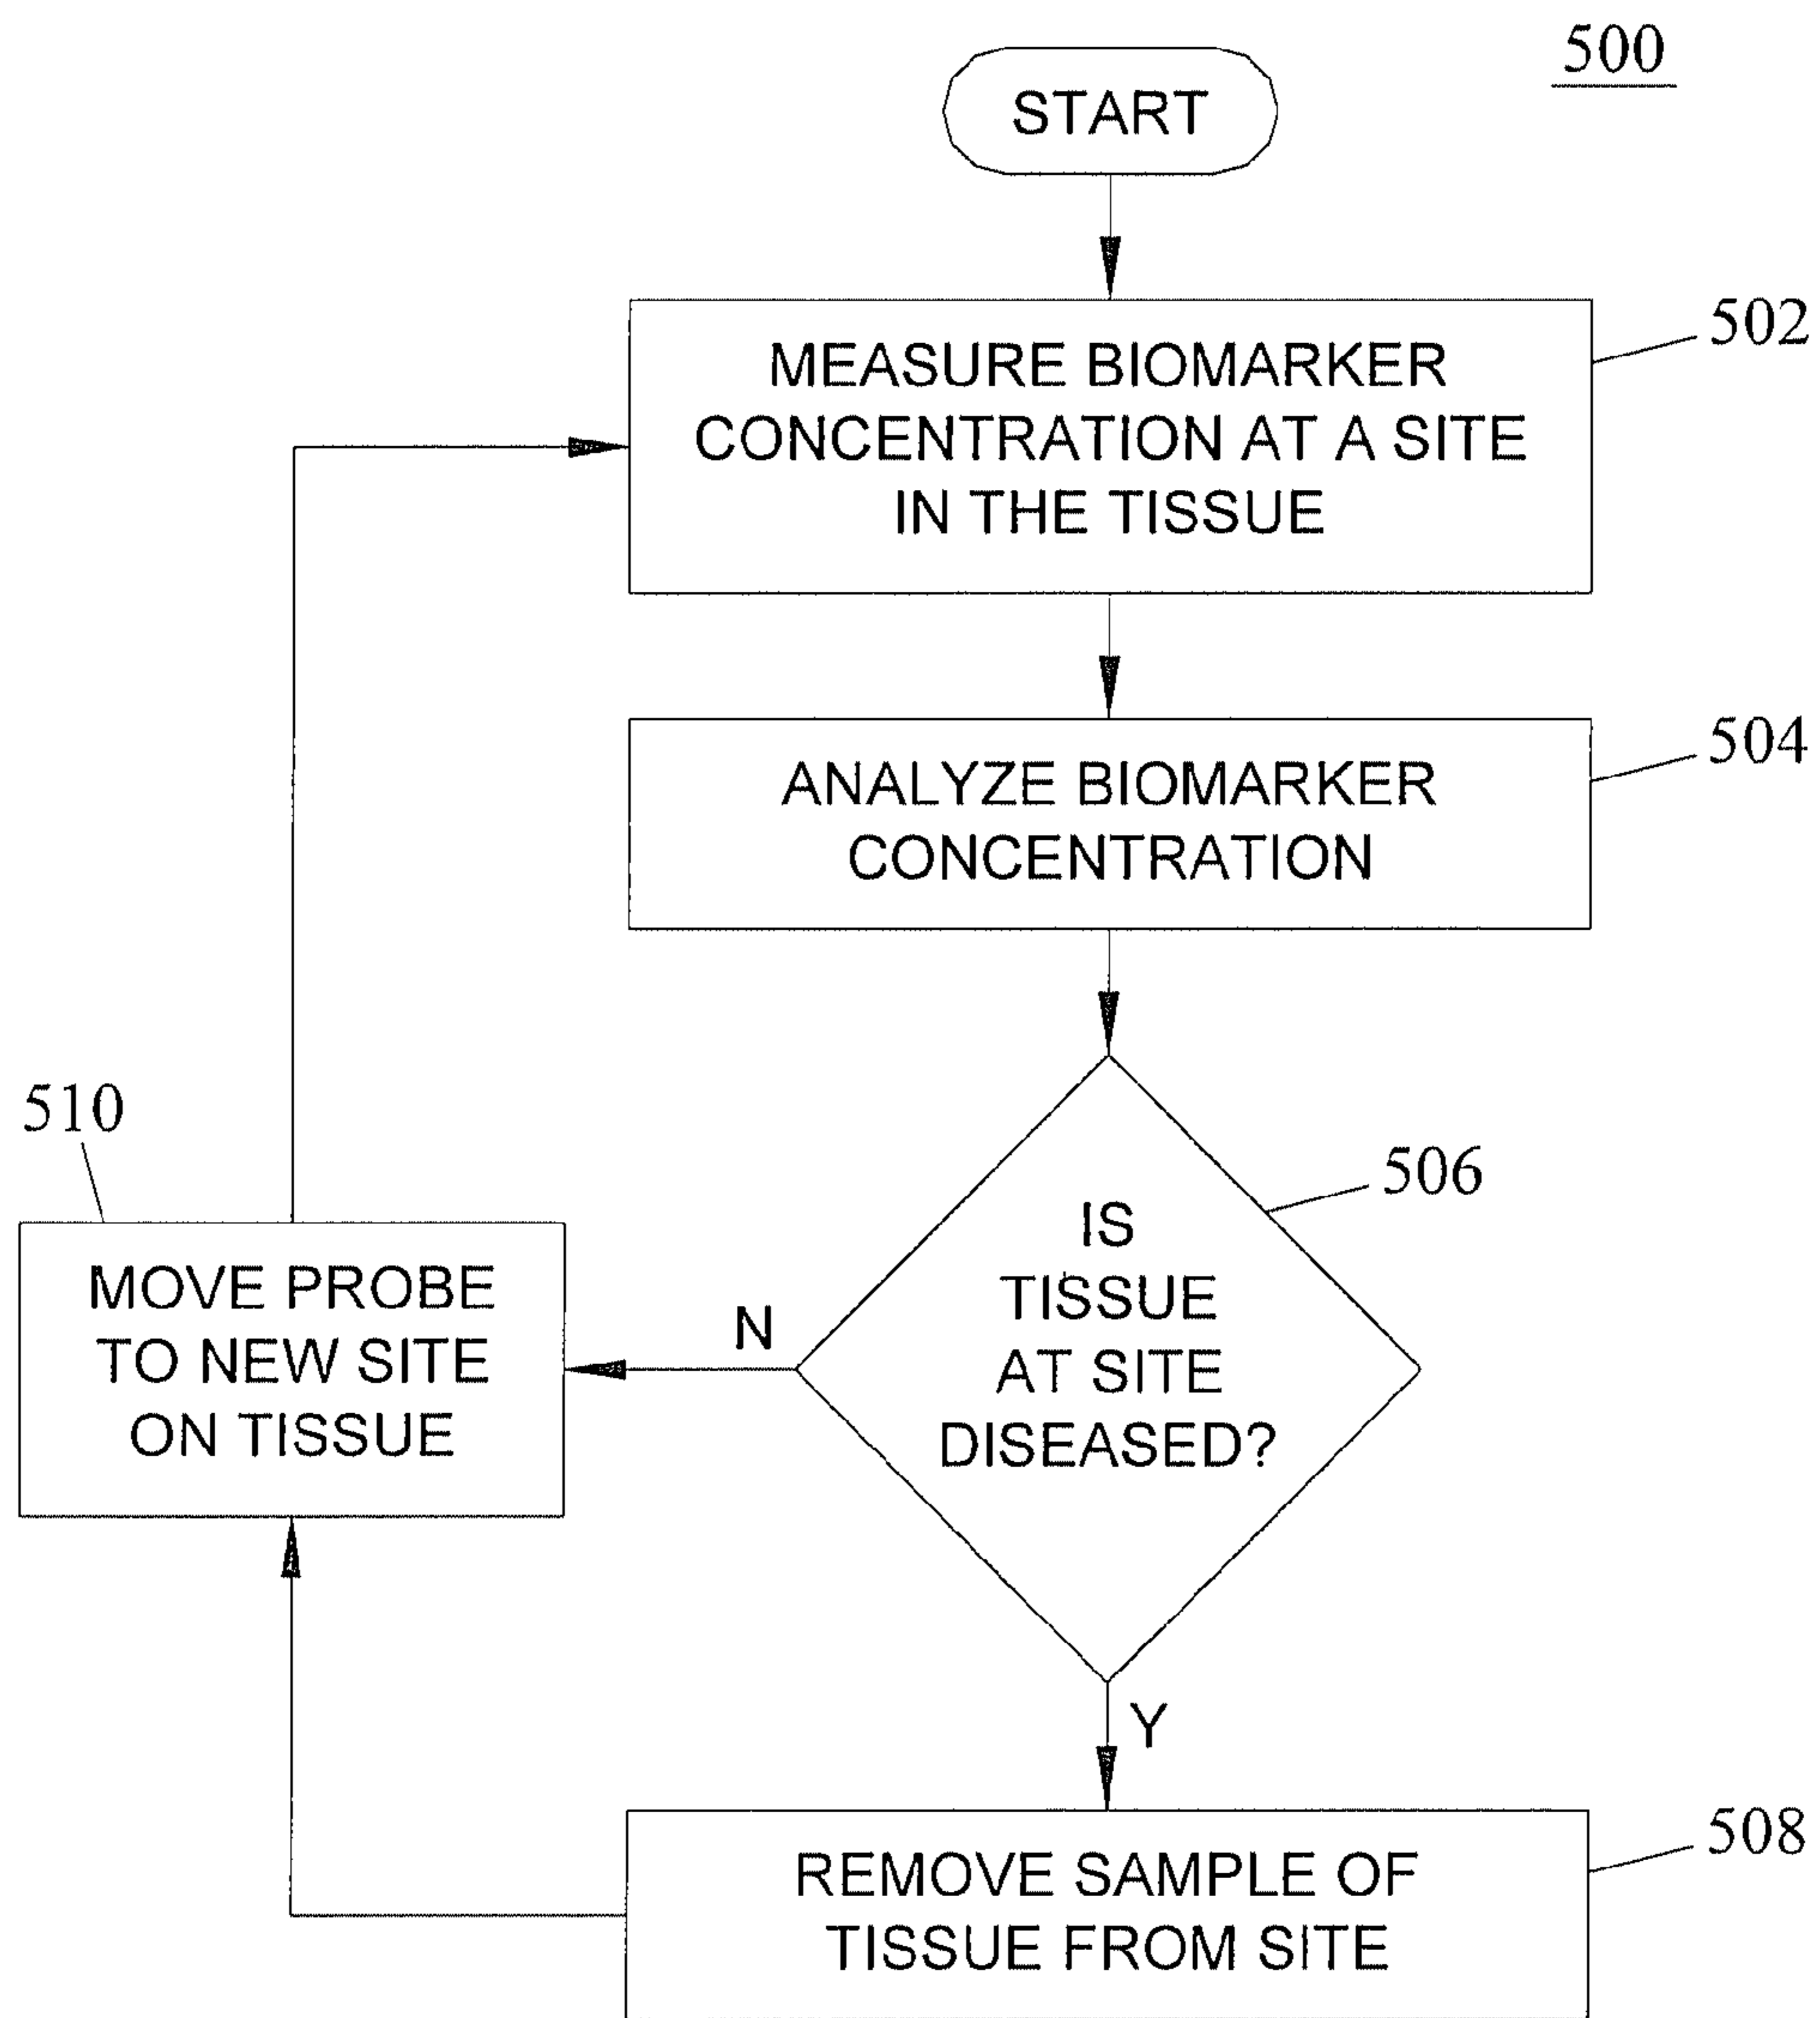 500
START
MEASURE BIOMARKER
CONCENTRATION AT A SITE
IN THE TISSUE
502
ANALYZE BIOMARKER
CONCENTRATION
504
IS
TISSUE
AT SITE
DISEASED?
506
N
510
MOVE PROBE
TO NEW SITE
ON TISSUE
Y
REMOVE SAMPLE OF
TISSUE FROM SITE
508